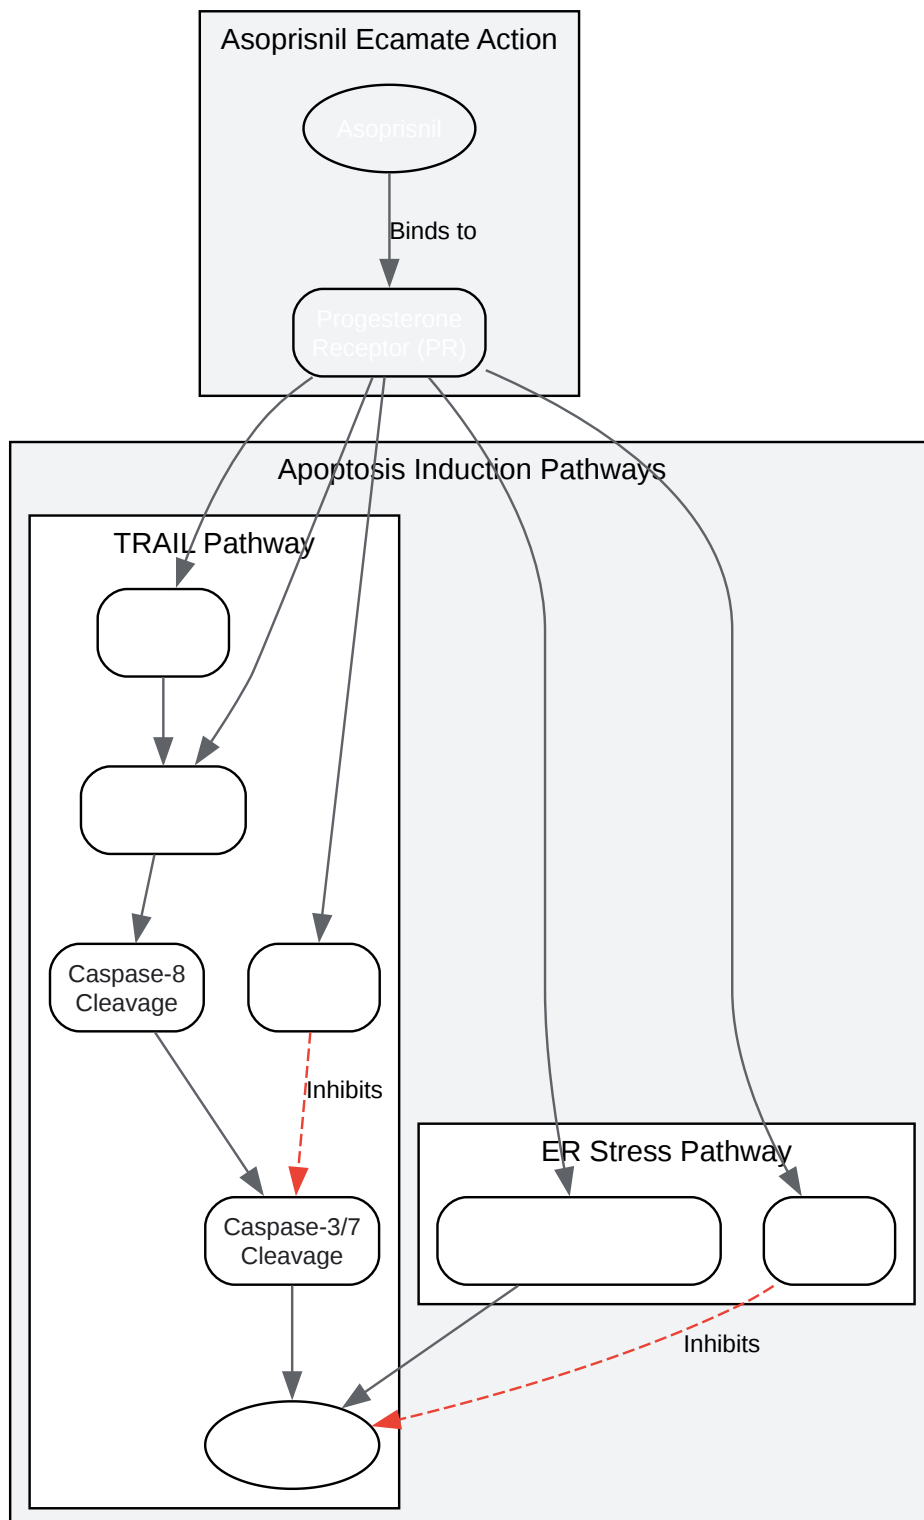 Asoprisnil Ecamate Action
Asoprisnil
Binds to
Progesterone
Receptor (PR)
Apoptosis Induction Pathways
TRAIL Pathway
Caspase-8
Cleavage
Inhibits
ER Stress Pathway
Caspase-3/7
Cleavage
Inhibits